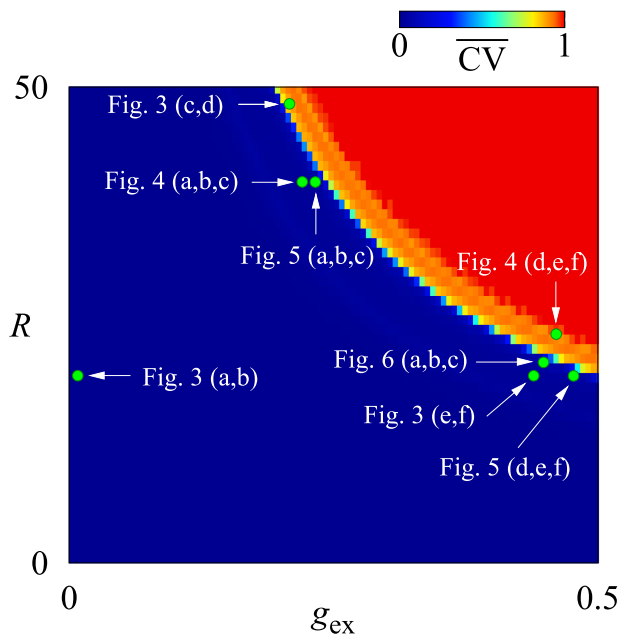 0 CV 1
50
Fig. 3 (c,d)
Fig. 4 (a,b,c)
Fig. 5 (a,b,c)
Fig. 4 (d,e,f)
R
Fig. 6 (a,b,c)
Fig. 3 (a,b)
Fig. 3 (e,f)
Fig. 5 (d,e,f)
0
0 0.5
gex